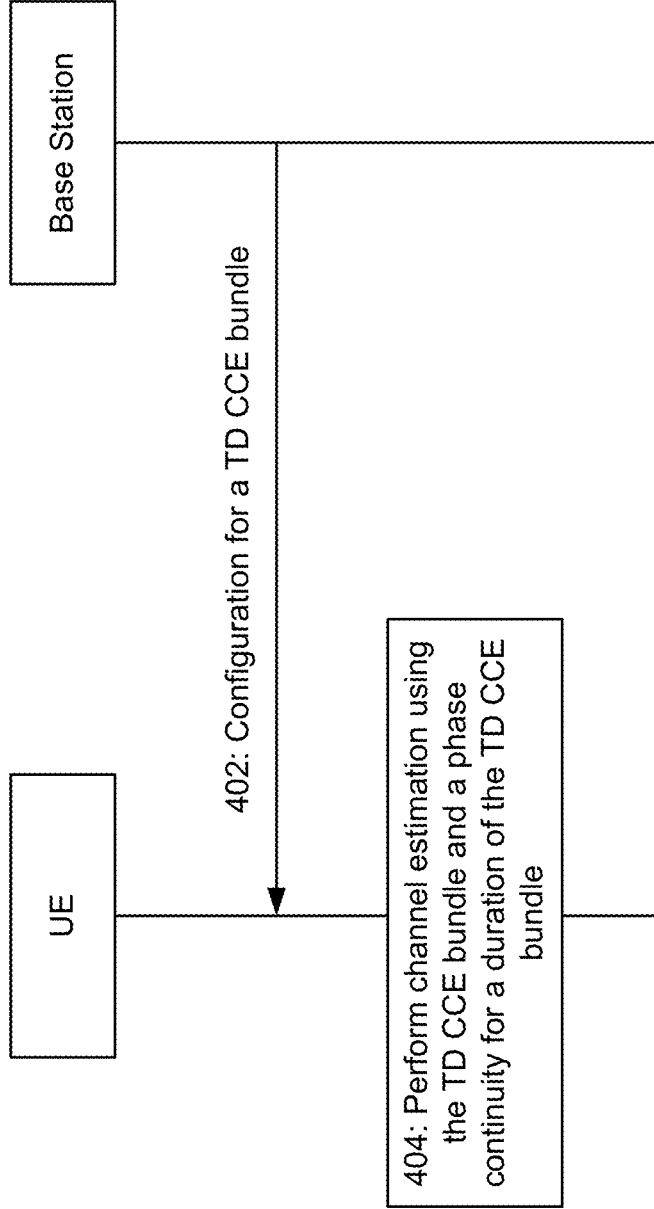 UE
Base Station
402: Configuration for a TD CCE bundle
404: Perform channel estimation using
the TD CCE bundle and a phase
continuity for a duration of the TD CCE
bundle